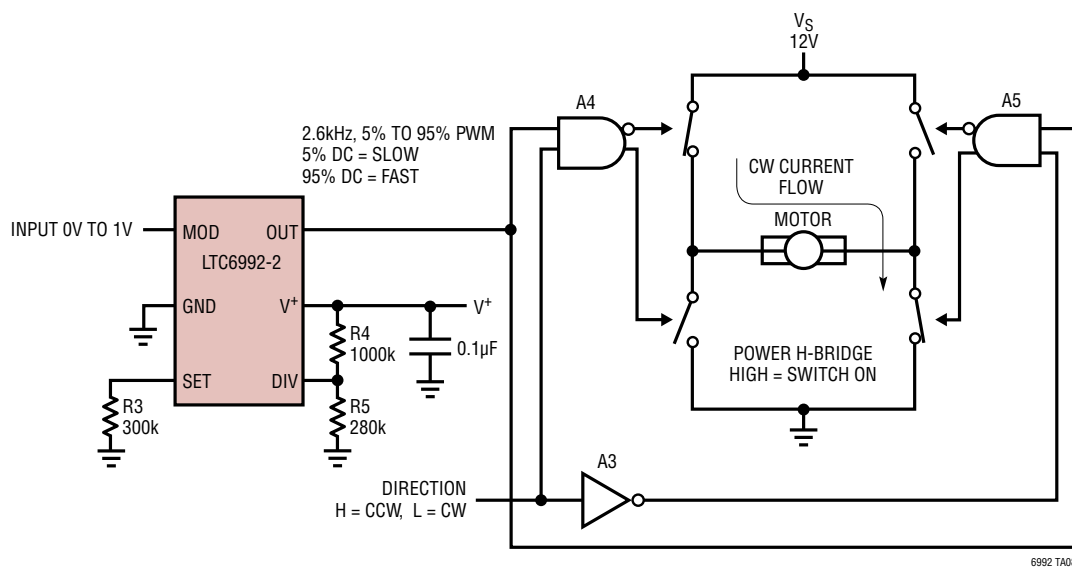 VS
12V
A4
A5
2.6kHz, 5% TO 95% PWM
5% DC = SLOW
95% DC = FAST
CW CURRENT
FLOW
MOTOR
INPUT 0V TO 1V
MOD
OUT
LTC6992-2
GND
V+
V+
R4
1000k
0.1µF
SET
DIV
R3
300k
R5
280k
POWER H-BRIDGE
HIGH = SWITCH ON
A3
DIRECTION
H = CCW, L = CW